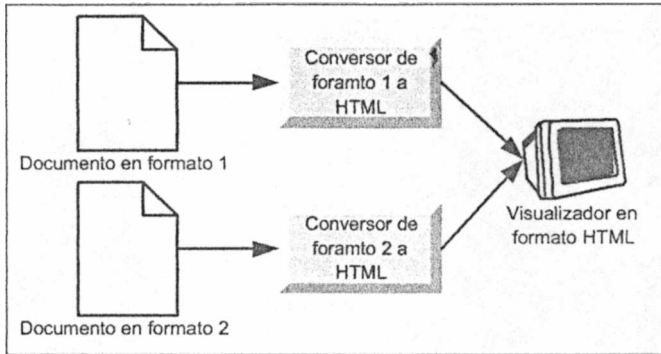 Conversor de
foramto 1 a
HTML
Documento en formato 1
Visualizador en
formato HTML
Conversor de
foramto 2 a
HTML
Documento en formato 2